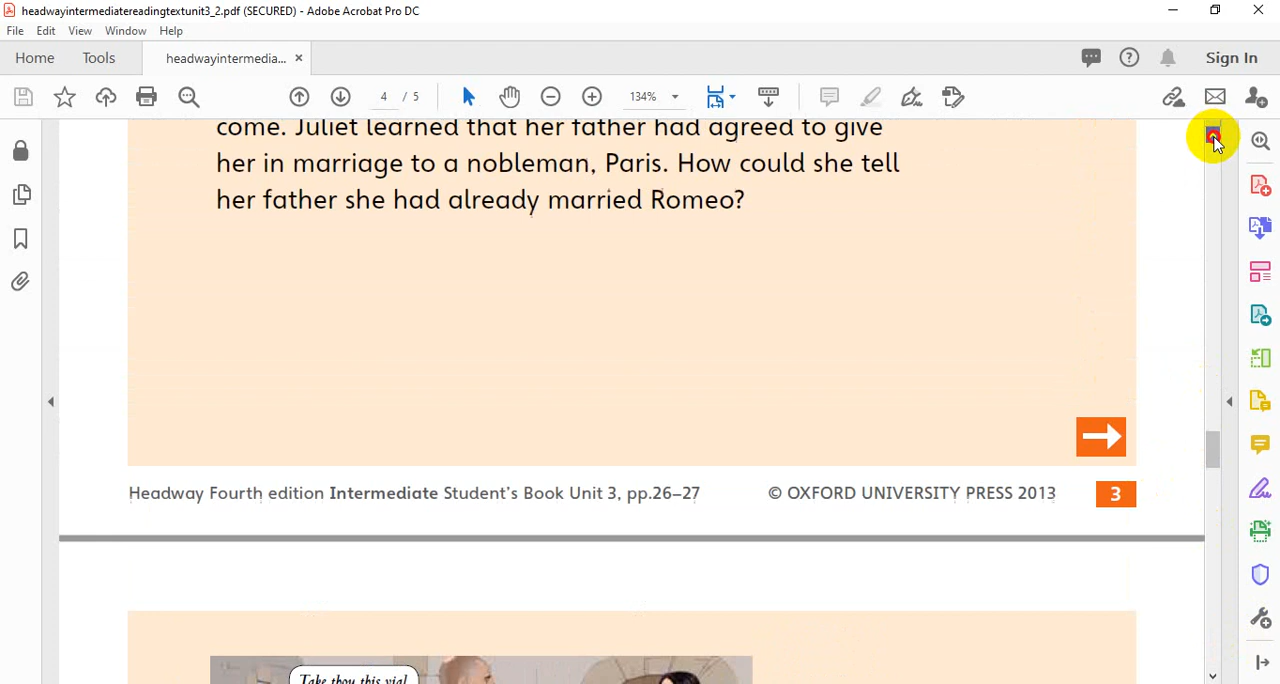 headwayintermediatereadingtextunit3_2.pdf (SECURED) - Adobe Acrobat Pro DC
File Edit View Window Help
Home Tools headwayintermedia... × Sign In
4 / 5 134%
come. Juliet learned that her father had agreed to give
her in marriage to a nobleman, Paris. How could she tell
her father she had already married Romeo?
Headway Fourth edition Intermediate Student's Book Unit 3, pp.26–27 © OXFORD UNIVERSITY PRESS 2013 3
Take thou this vial